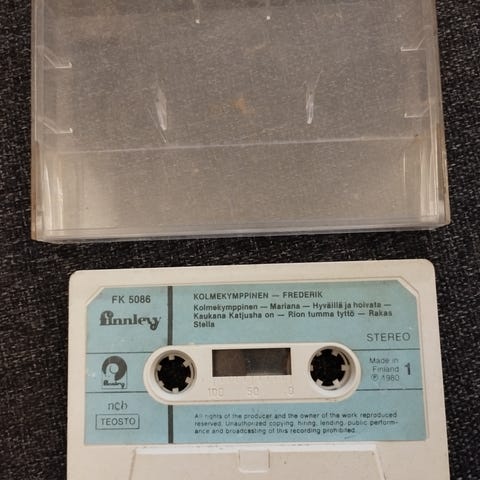 FK 5086
Finnlevy
KOLMEKYMPPINEN — FREDERIK
Kolmekymppinen — Mariana — Hyväillä ja hoivata —
Kaukana Katjusha on — Rion tumma tyttö — Rakas
Stella
STEREO
Made in
Finland
℗ 1980
1
finnlevy
ncb
TEOSTO
100 50 0
All rights of the producer and the owner of the work reproduced
reserved. Unauthorized copying, hiring, lending, public perform-
ance and broadcasting of this recording prohibited.